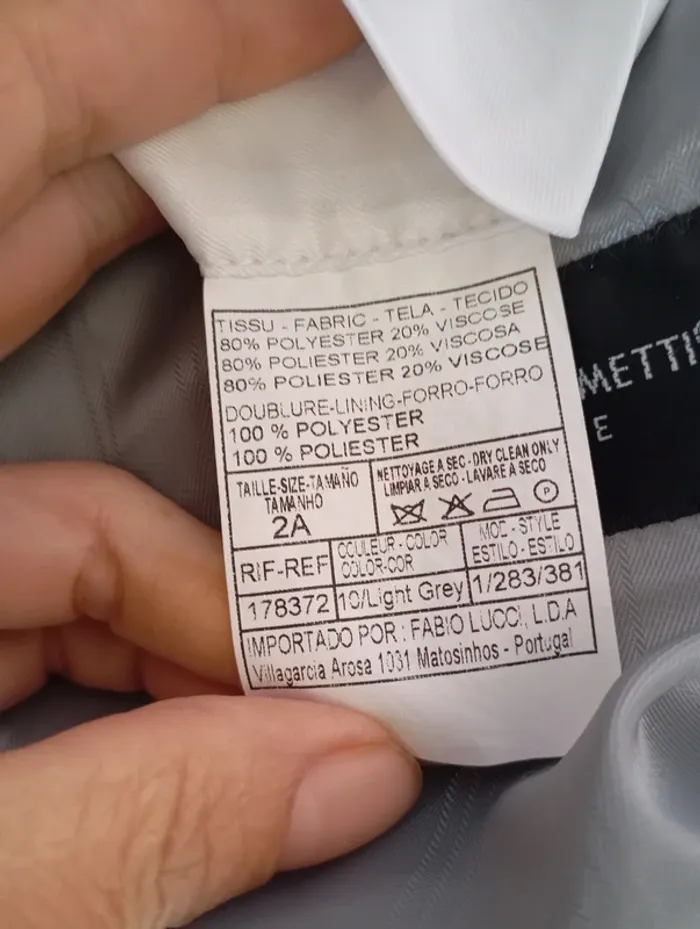 TISSU - FABRIC - TELA - TECIDO
80% POLYESTER 20% VISCOSE
80% POLIESTER 20% VISCOSA
80% POLIESTER 20% VISCOSE
DOUBLURE-LINING-FORRO-FORRO
100 % POLYESTER
100 % POLIESTER
TAILLE-SIZE-TAMAÑO
TAMANHO
2A
NETTOYAGE A SEC - DRY CLEAN ONLY
LIMPIAR A SECO - LAVARE A SECO
P
RIF-REF
COULEUR - COLOR
COLOR-COR
MOD - STYLE
ESTILO - ESTILO
178372
10/Light Grey
1/283/381
IMPORTADO POR : FABIO LUCCI, L.D.A
Villagarcia Arosa 1031 Matosinhos - Portugal
METTI
E